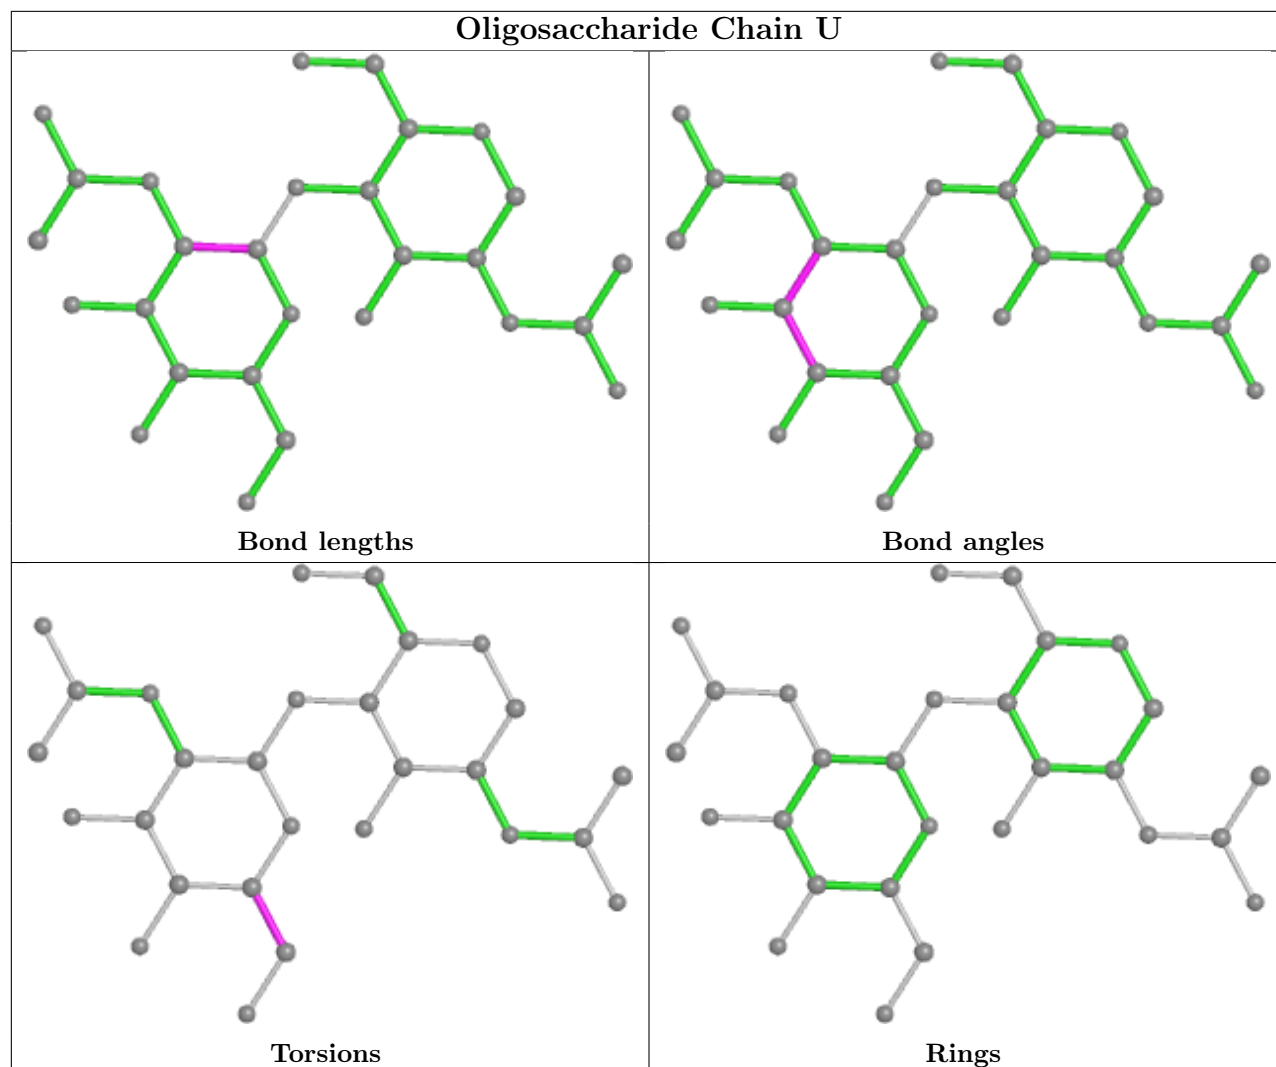 Oligosaccharide Chain U
Bond lengths
Bond angles
Torsions
Rings